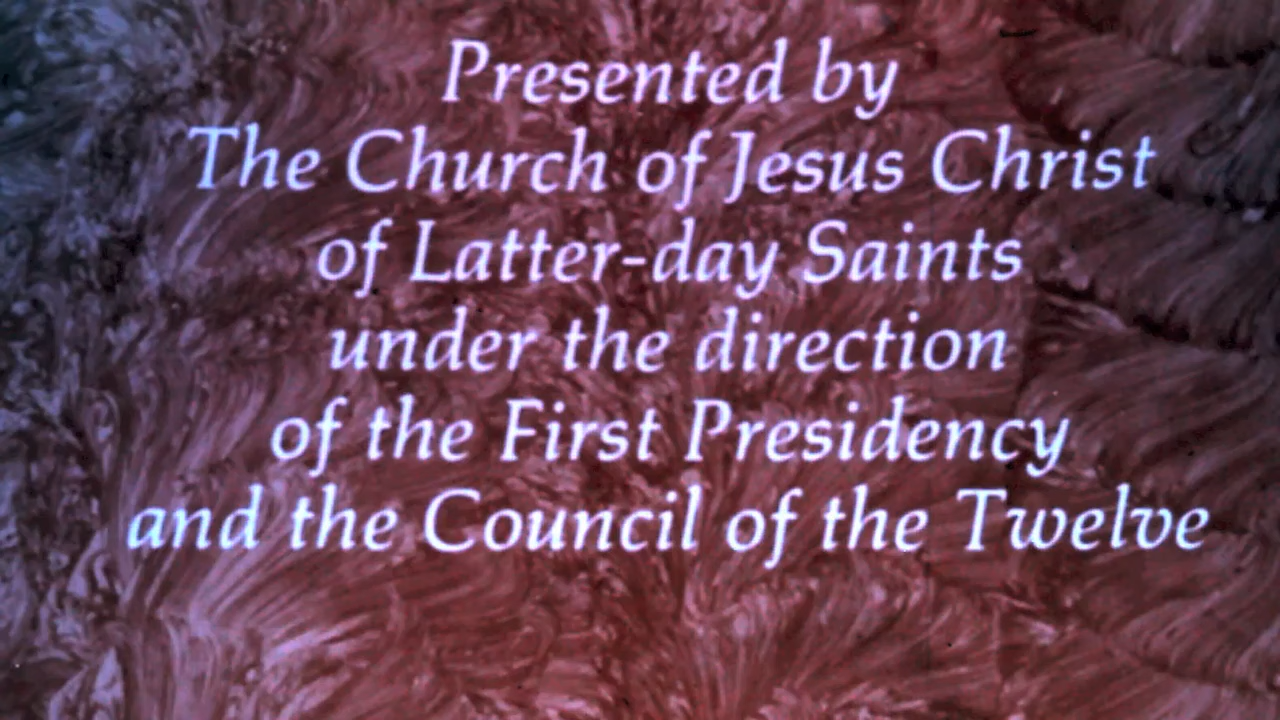 Presented by
The Church of Jesus Christ
of Latter-day Saints
under the direction
of the First Presidency
and the Council of the Twelve